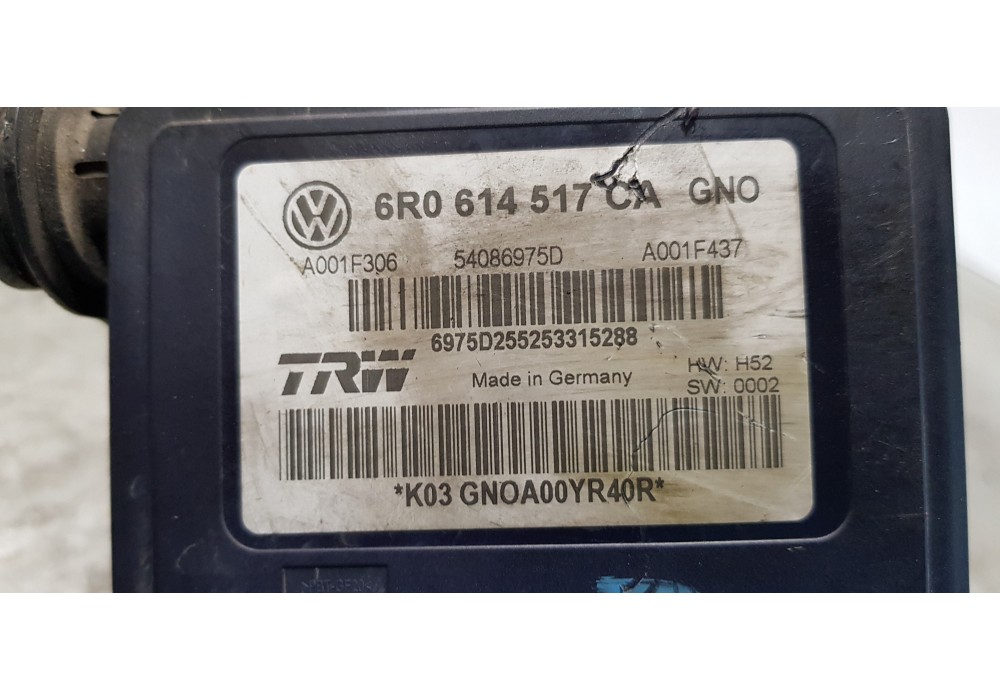 6R0 614 517 CA GNO
A001F306 54086975D A001F437
6975D255253315288
TRW Made in Germany HW: H52
SW: 0002
*K03 GNOA00YR40R*